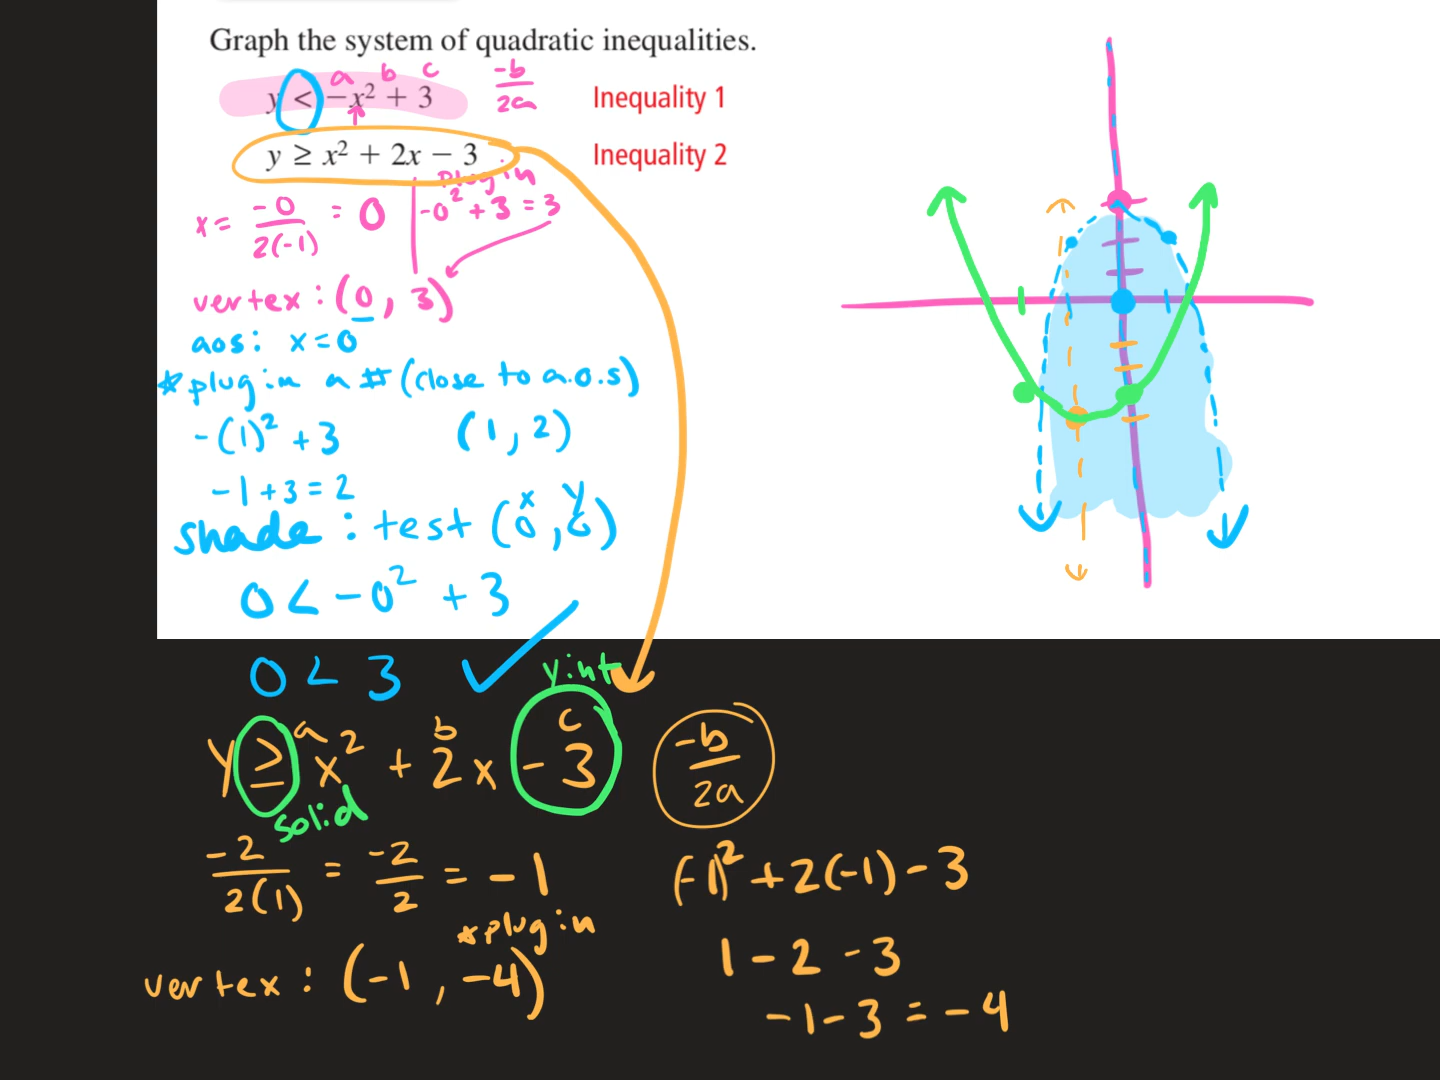 Graph the system of quadratic inequalities.
a b c
y < −x² + 3
-b/2a
Inequality 1
y ≥ x² + 2x − 3
Inequality 2
plug in
x = -0/2(-1) = 0
-0² + 3 = 3
vertex : (0, 3)
aos: x=0
*plug in a # (close to a.o.s)
-(1)² + 3
(1, 2)
-1+3=2
x y
shade : test (0,0)
0 < -0² + 3
0 < 3 ✓
y int
a b c
y ≥ x² + 2x - 3
-b/2a
solid
-2/2(1) = -2/2 = -1
(-1)² + 2(-1) - 3
*plug in
1 - 2 - 3
vertex : (-1, -4)
-1 - 3 = -4